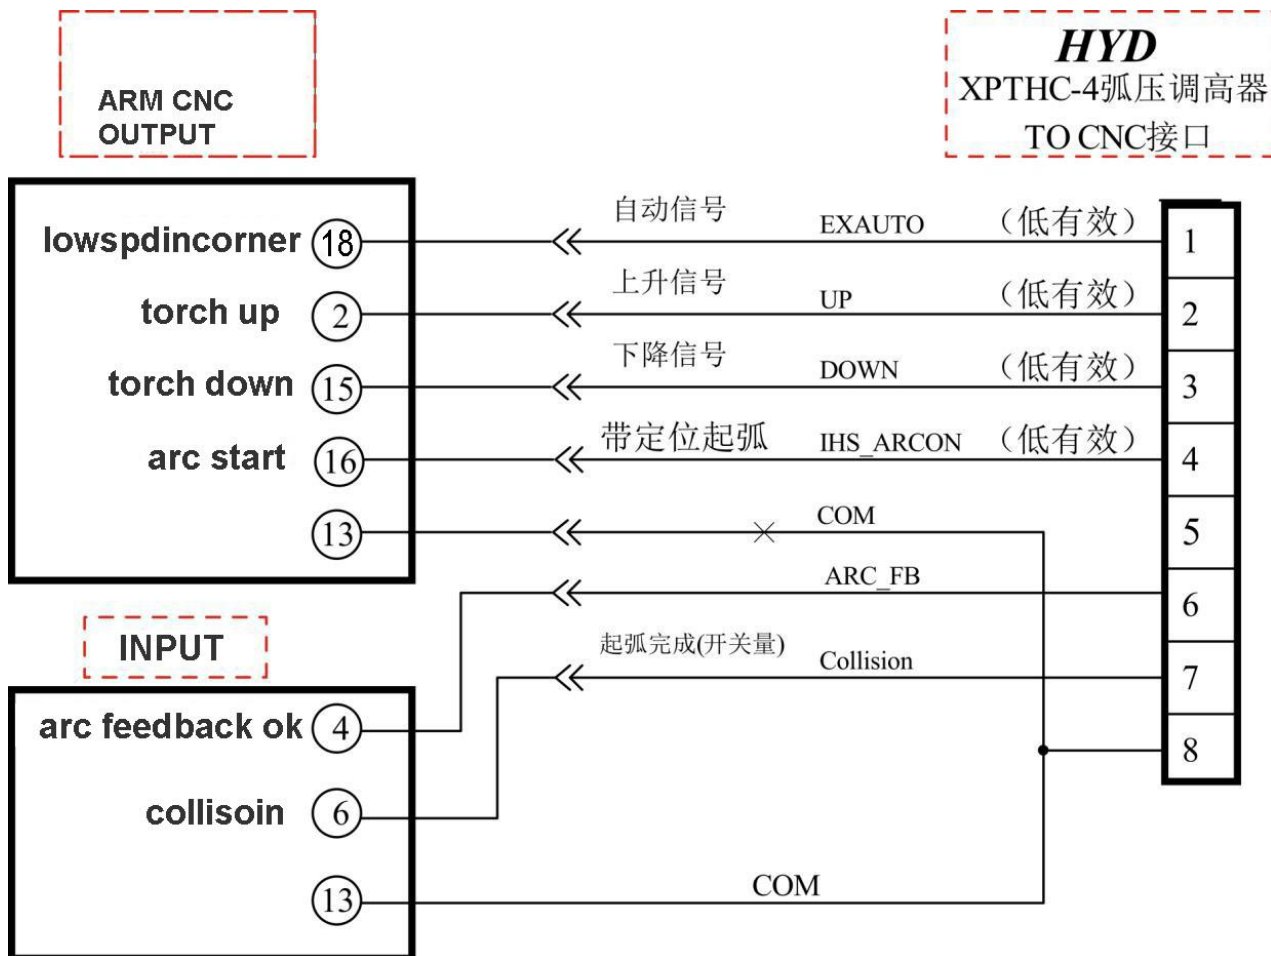 ARM CNC
OUTPUT
HYD
XPTHC-4弧压调高器
TO CNC接口
lowspdincorner 18 自动信号 EXAUTO （低有效） 1
torch up 2 上升信号 UP （低有效） 2
torch down 15 下降信号 DOWN （低有效） 3
arc start 16 带定位起弧 IHS_ARCON （低有效） 4
13 COM 5
ARC_FB 6
INPUT
起弧完成(开关量) Collision 7
arc feedback ok 4
8
collisoin 6
13 COM